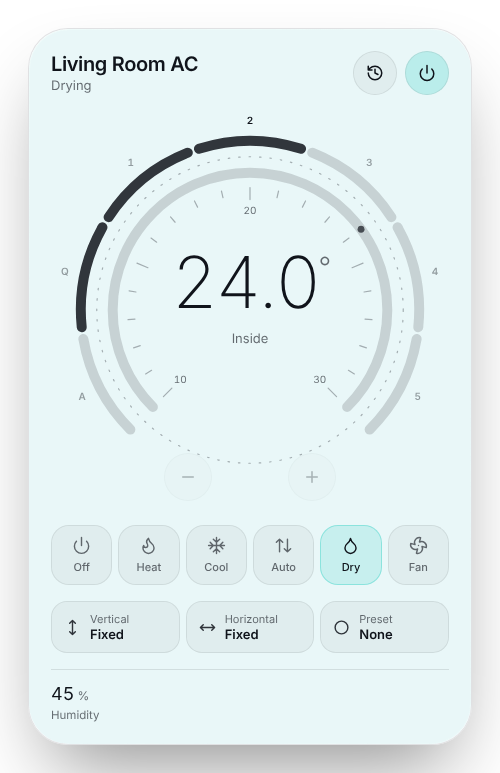 Living Room AC
Drying
2
1
3
20
Q
4
24.0°
Inside
10
30
A
5
Off
Heat
Cool
Auto
Dry
Fan
Vertical
Fixed
Horizontal
Fixed
Preset
None
45 %
Humidity